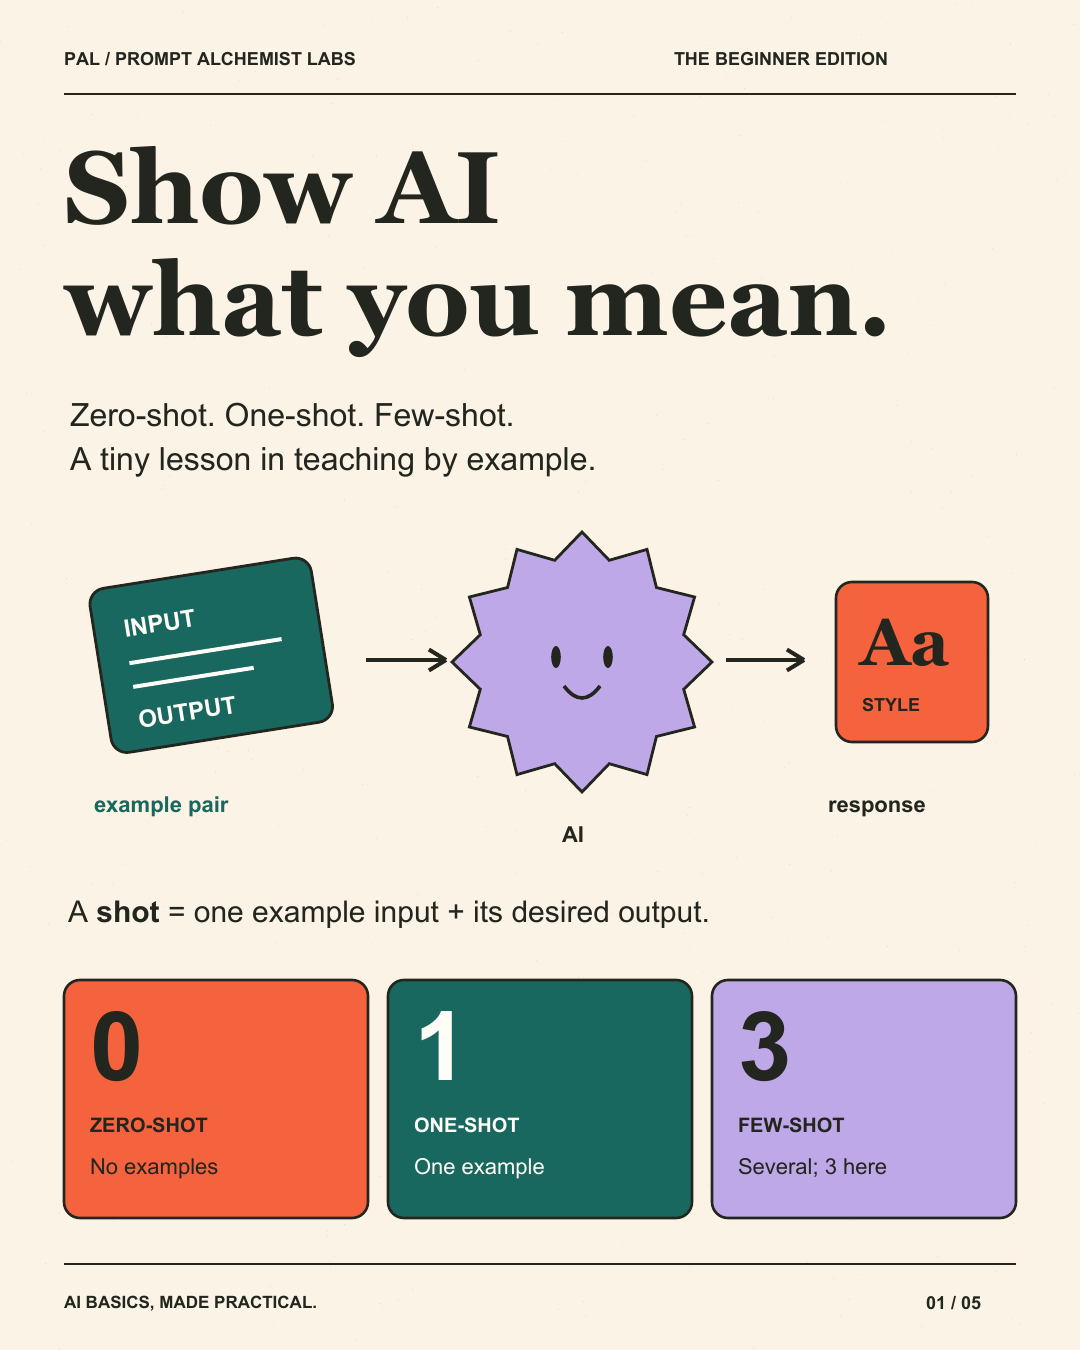 PAL / PROMPT ALCHEMIST LABS
THE BEGINNER EDITION
Show AI
what you mean.
Zero-shot. One-shot. Few-shot.
A tiny lesson in teaching by example.
INPUT
OUTPUT
Aa
STYLE
example pair
AI
response
A shot = one example input + its desired output.
0
ZERO-SHOT
No examples
1
ONE-SHOT
One example
3
FEW-SHOT
Several; 3 here
AI BASICS, MADE PRACTICAL.
01 / 05